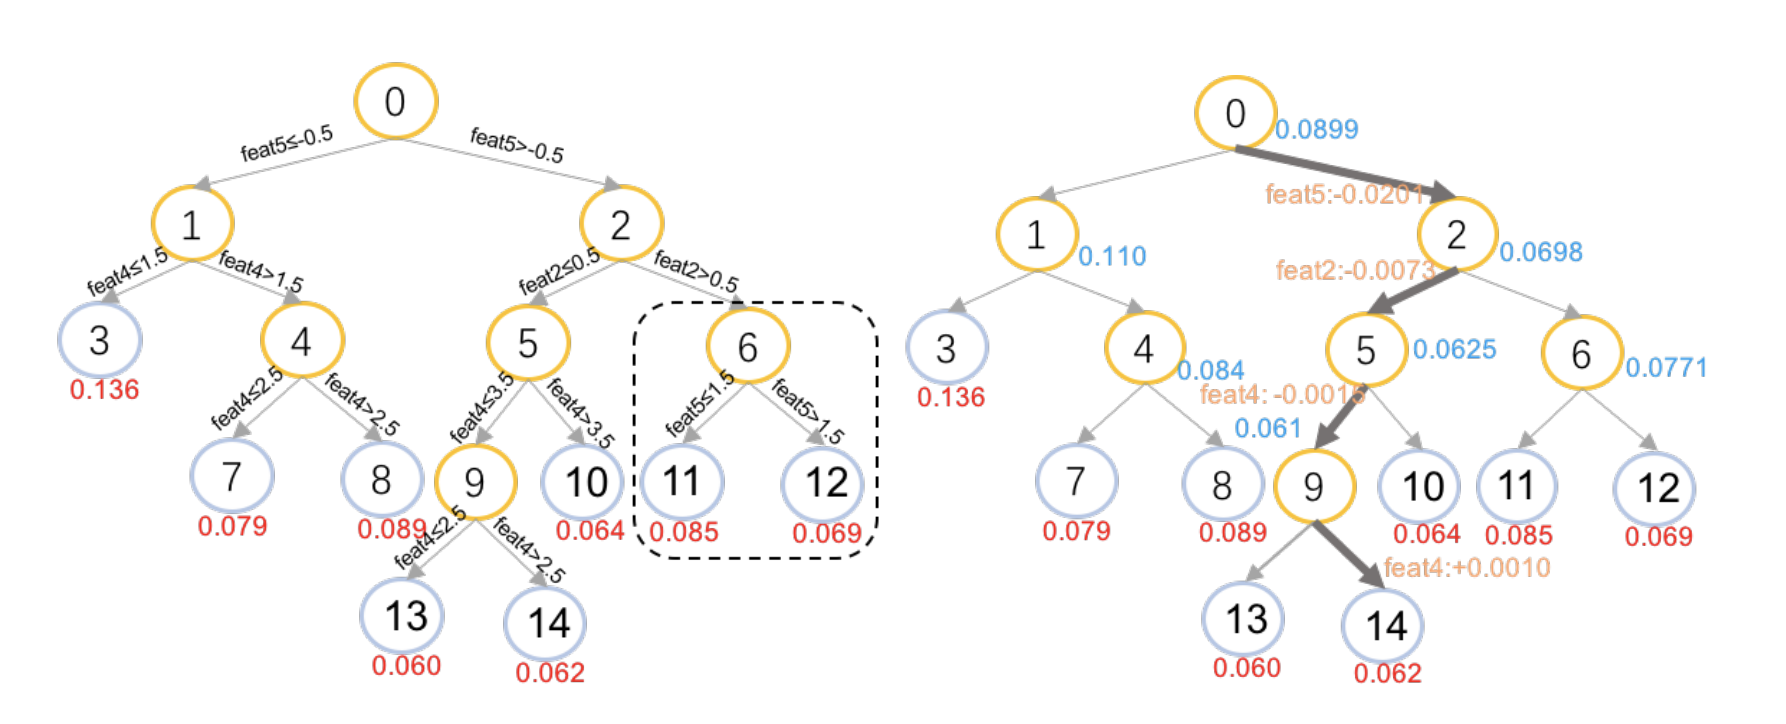 0
feat5≤-0.5
feat5>-0.5
1
2
feat4≤1.5
feat4>1.5
feat2≤0.5
feat2>0.5
3
0.136
4
5
6
feat4≤2.5
feat4>2.5
feat4≤3.5
feat4>3.5
feat5≤1.5
feat5>1.5
7
0.079
8
0.089
9
10
0.064
11
0.085
12
0.069
feat4≤2.5
feat4>2.5
13
0.060
14
0.062
0
0.0899
feat5:-0.0201
1
0.110
2
0.0698
feat2:-0.0073
3
0.136
4
0.084
5
0.0625
6
0.0771
feat4: -0.0015
0.061
7
0.079
8
0.089
9
10
0.064
11
0.085
12
0.069
feat4:+0.0010
13
0.060
14
0.062